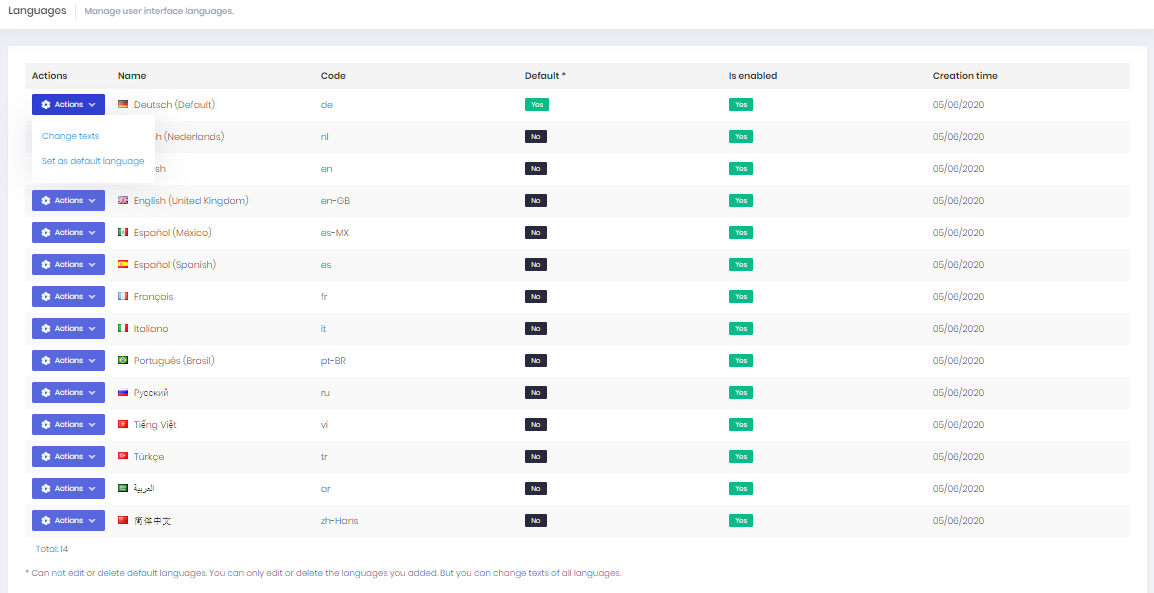 Languages Manage user interface languages.
Actions Name Code Default * Is enabled Creation time
Actions Deutsch (Default) de Yes Yes 05/06/2020
Change texts h (Nederlands) nl No Yes 05/06/2020
Set as default language sh en No Yes 05/06/2020
Actions English (United Kingdom) en-GB No Yes 05/06/2020
Actions Español (México) es-MX No Yes 05/06/2020
Actions Español (Spanish) es No Yes 05/06/2020
Actions Français fr No Yes 05/06/2020
Actions Italiano it No Yes 05/06/2020
Actions Português (Brasil) pt-BR No Yes 05/06/2020
Actions Русский ru No Yes 05/06/2020
Actions Tiếng Việt vi No Yes 05/06/2020
Actions Türkçe tr No Yes 05/06/2020
Actions العربية ar No Yes 05/06/2020
Actions 简体中文 zh-Hans No Yes 05/06/2020
Total: 14
* Can not edit or delete default languages. You can only edit or delete the languages you added. But you can change texts of all languages.